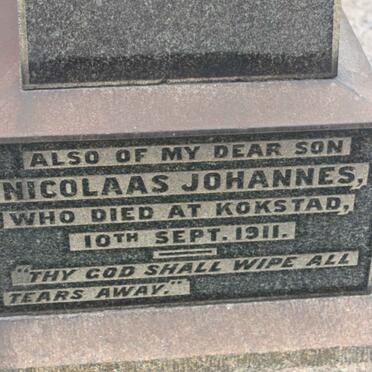 ALSO OF MY DEAR SON
NICOLAAS JOHANNES,
WHO DIED AT KOKSTAD,
10TH SEPT. 1911.
"THY GOD SHALL WIPE ALL
TEARS AWAY."